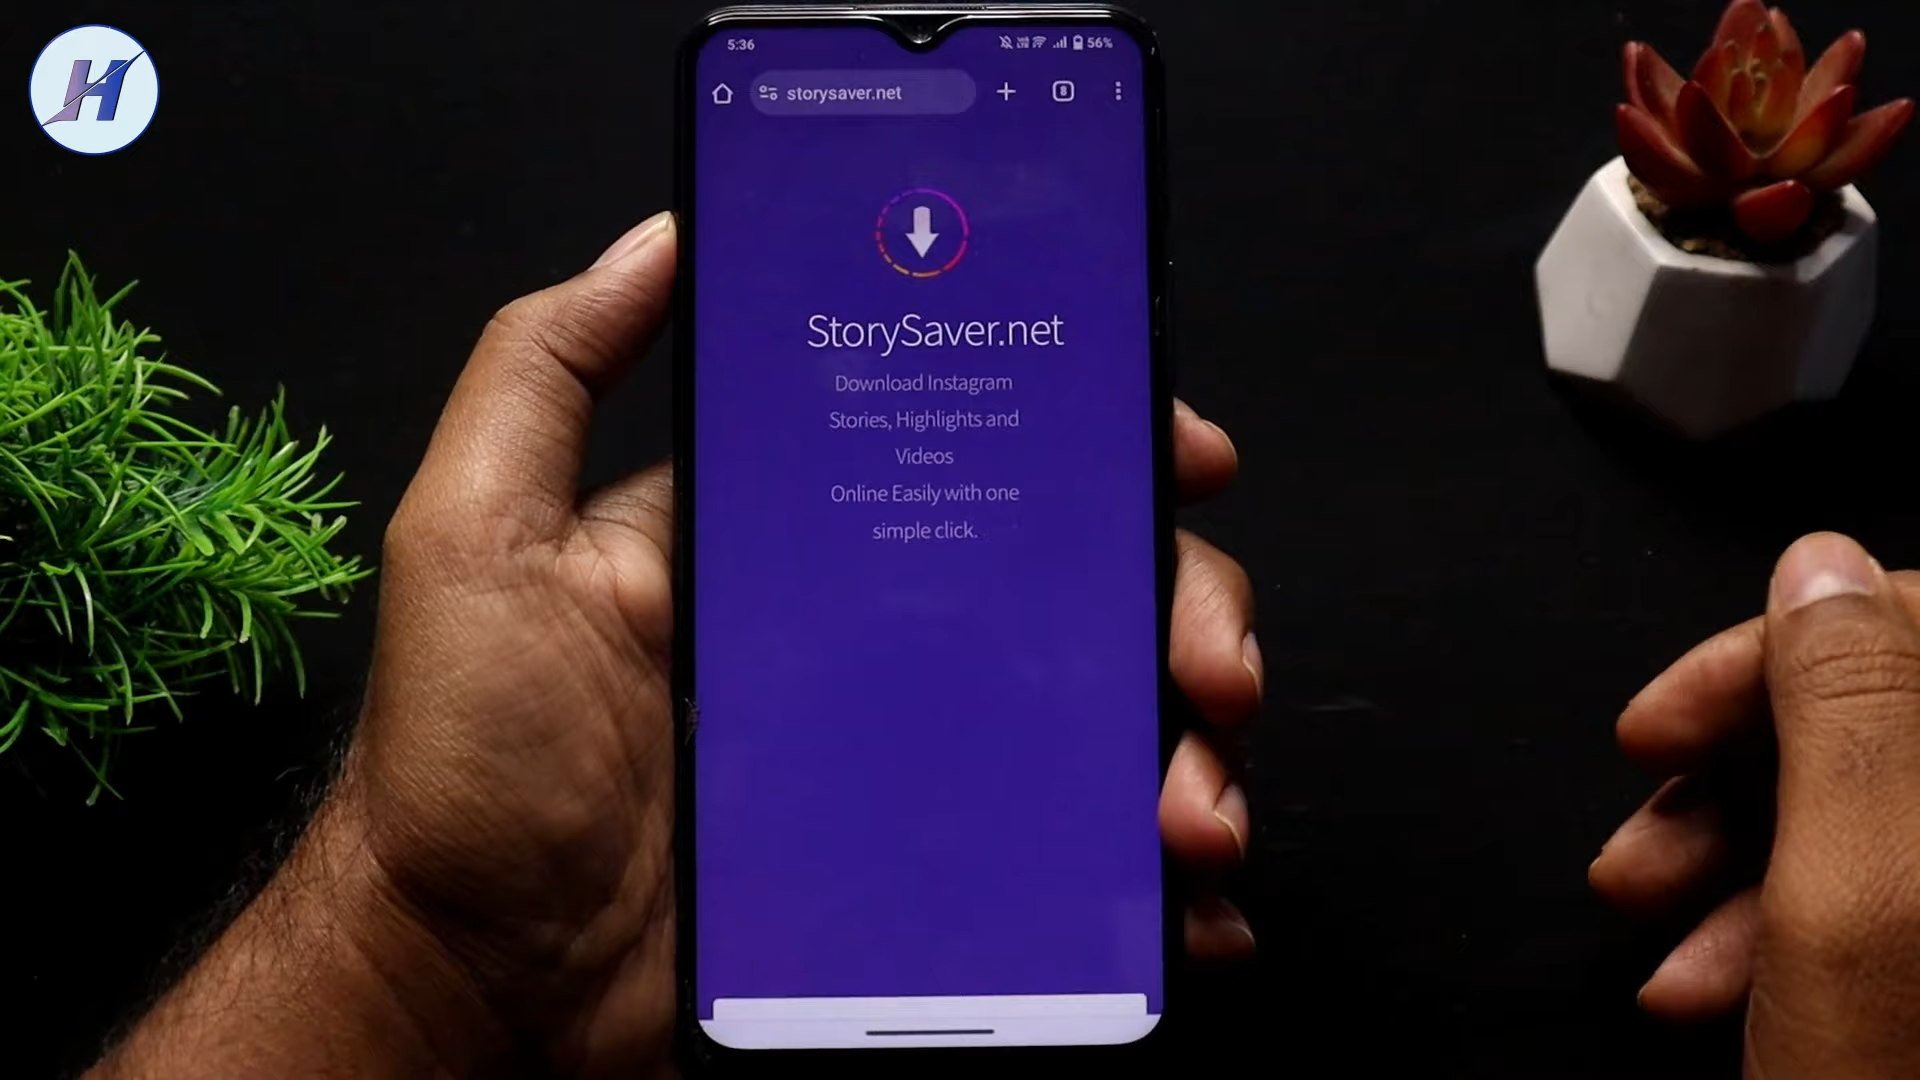 H
5:36
56%
storysaver.net
8
StorySaver.net
Download Instagram
Stories, Highlights and
Videos
Online Easily with one
simple click.